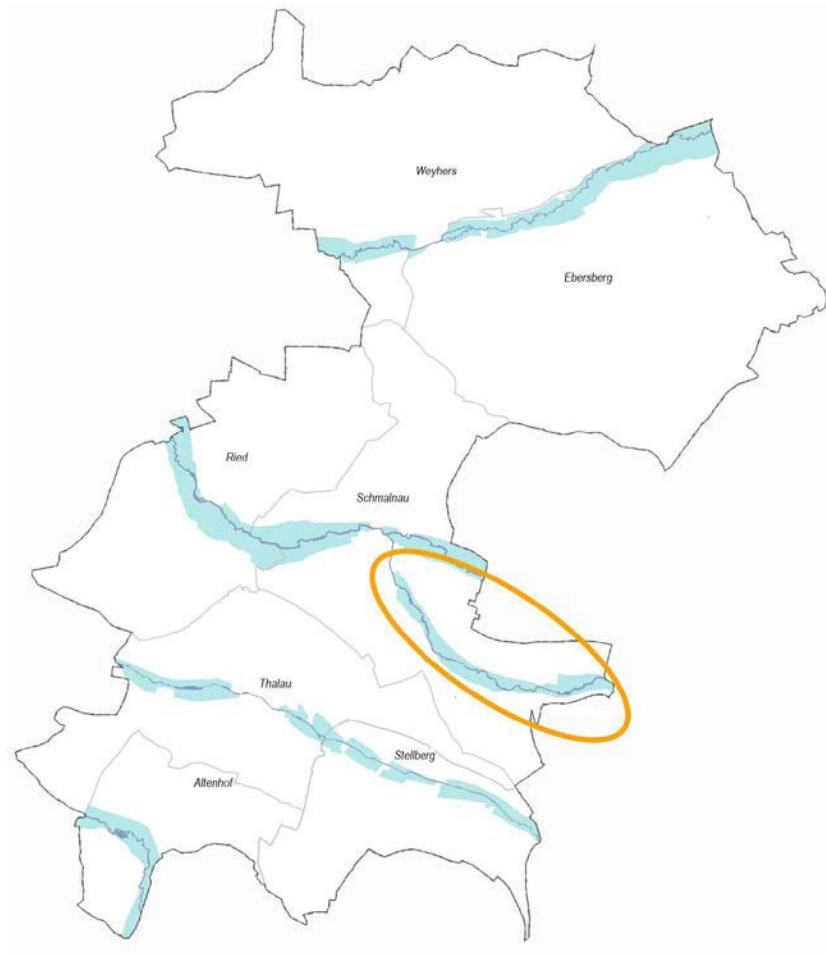 Weyhers
Ebersberg
Ried
Schmalnau
Thalau
Stellberg
Altenhof